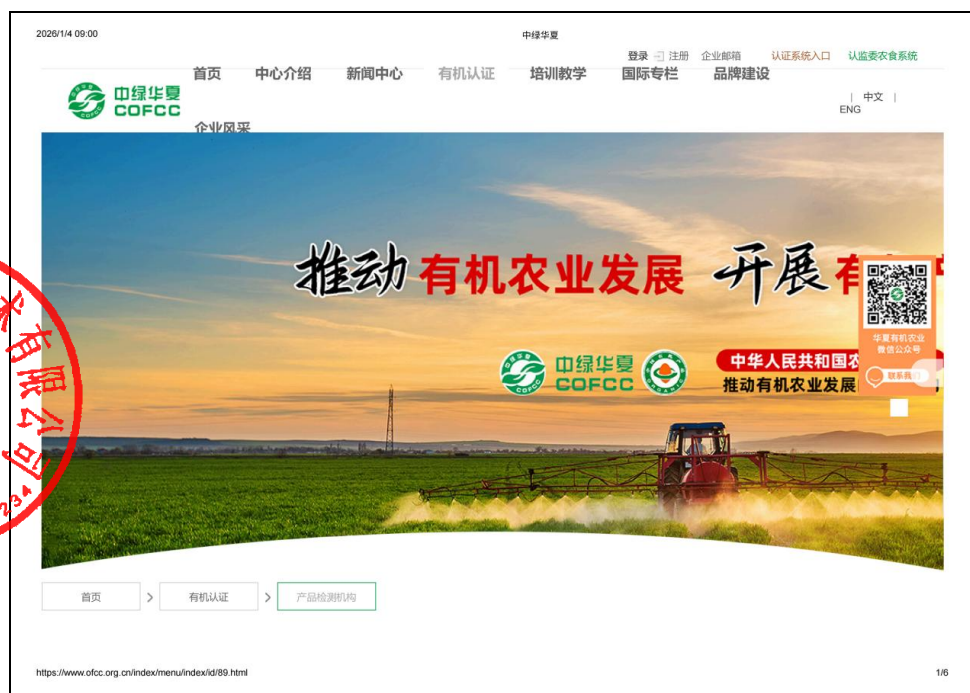 2026/1/4 09:00
中绿华夏
登录 注册 企业邮箱 认证系统入口 认监委农食系统
首页 中心介绍 新闻中心 有机认证 培训教学 国际专栏 品牌建设
中绿华夏
COFCC
| 中文 |
ENG
企业风采
推动有机农业发展 开展有
华夏有机农业
微信公众号
联系我们
中绿华夏
COFCC
中华人民共和国农
推动有机农业发展
有限公司
234
首页 > 有机认证 > 产品检测机构
https://www.ofcc.org.cn/index/menu/index/id/89.html
1/6